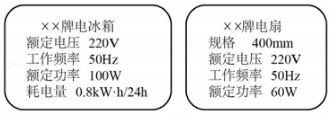 ××牌电冰箱
额定电压 220V
工作频率 50Hz
额定功率 100W
耗电量 0.8kW·h/24h
××牌电扇
规格 400mm
额定电压 220V
工作频率 50Hz
额定功率 60W